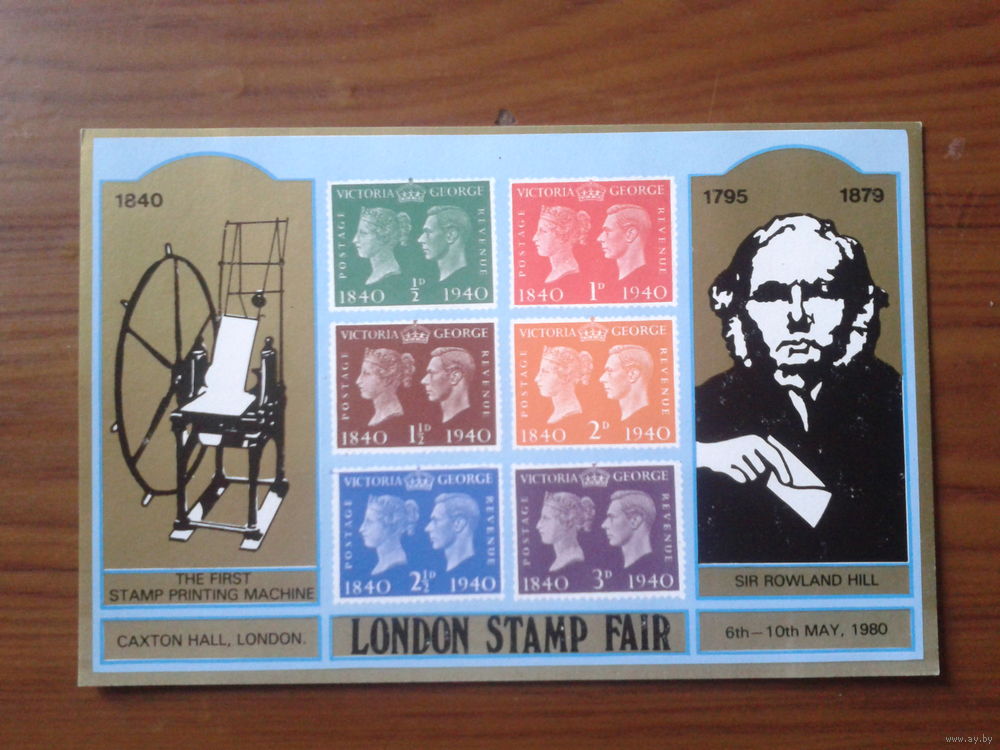 1840
THE FIRST
STAMP PRINTING MACHINE
CAXTON HALL, LONDON.
VICTORIA GEORGE
POSTAGE
REVENUE
1840 ½D 1940
VICTORIA GEORGE
POSTAGE
REVENUE
1840 1D 1940
VICTORIA GEORGE
POSTAGE
REVENUE
1840 1½D 1940
VICTORIA GEORGE
POSTAGE
REVENUE
1840 2D 1940
VICTORIA GEORGE
POSTAGE
REVENUE
1840 2½D 1940
VICTORIA GEORGE
POSTAGE
REVENUE
1840 3D 1940
LONDON STAMP FAIR
1795 1879
SIR ROWLAND HILL
6th—10th MAY, 1980
www.ay.by